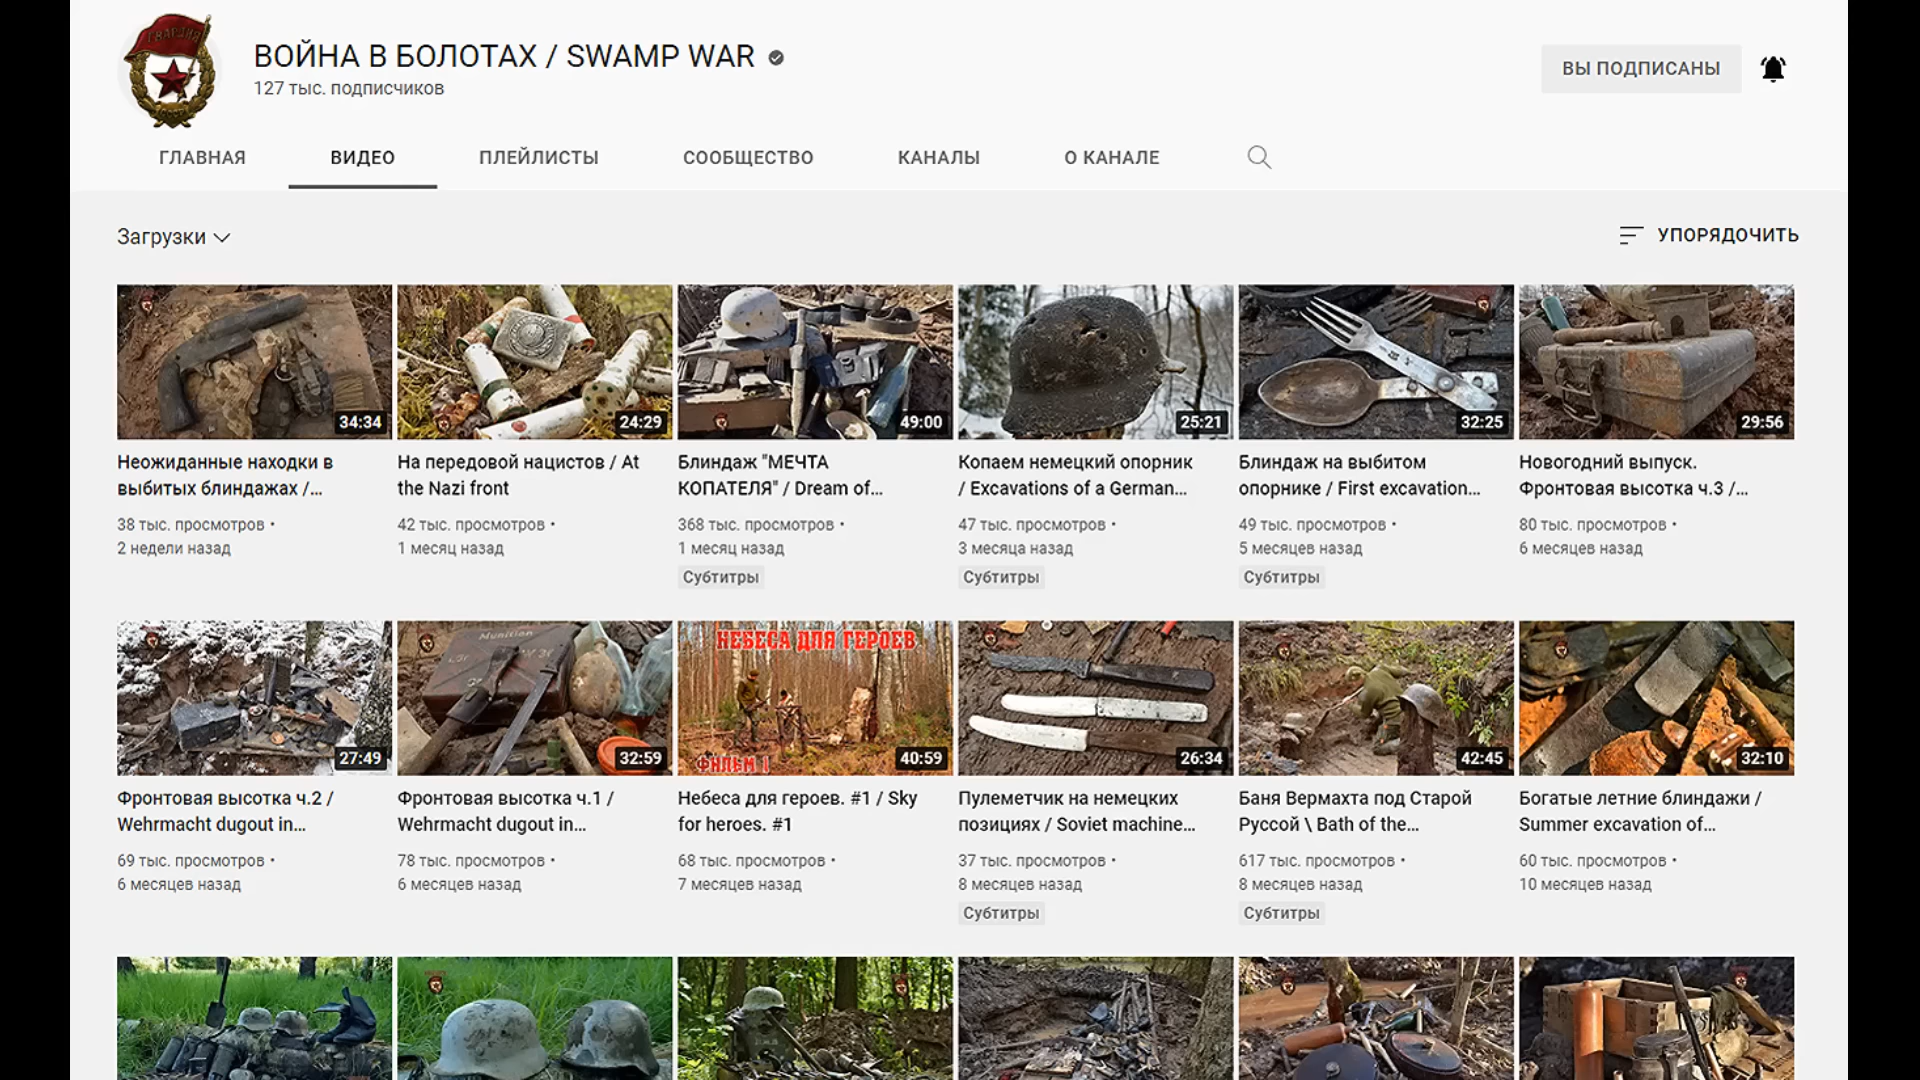 ГВАРДИЯ
ВОЙНА В БОЛОТАХ / SWAMP WAR
127 тыс. подписчиков
ВЫ ПОДПИСАНЫ
ГЛАВНАЯ ВИДЕО ПЛЕЙЛИСТЫ СООБЩЕСТВО КАНАЛЫ О КАНАЛЕ
Загрузки
УПОРЯДОЧИТЬ
34:34
24:29
49:00
25:21
32:25
29:56
Неожиданные находки в
выбитых блиндажах /...
38 тыс. просмотров •
2 недели назад
На передовой нацистов / At
the Nazi front
42 тыс. просмотров •
1 месяц назад
Блиндаж "МЕЧТА
КОПАТЕЛЯ" / Dream of...
368 тыс. просмотров •
1 месяц назад
Субтитры
Копаем немецкий опорник
/ Excavations of a German...
47 тыс. просмотров •
3 месяца назад
Субтитры
Блиндаж на выбитом
опорнике / First excavation...
49 тыс. просмотров •
5 месяцев назад
Субтитры
Новогодний выпуск.
Фронтовая высотка ч.3 /...
80 тыс. просмотров •
6 месяцев назад
27:49
Munition
32:59
НЕБЕСА ДЛЯ ГЕРОЕВ
ФИЛЬМ 1
40:59
26:34
42:45
32:10
Фронтовая высотка ч.2 /
Wehrmacht dugout in...
69 тыс. просмотров •
6 месяцев назад
Фронтовая высотка ч.1 /
Wehrmacht dugout in...
78 тыс. просмотров •
6 месяцев назад
Небеса для героев. #1 / Sky
for heroes. #1
68 тыс. просмотров •
7 месяцев назад
Пулеметчик на немецких
позициях / Soviet machine...
37 тыс. просмотров •
8 месяцев назад
Субтитры
Баня Вермахта под Старой
Руссой \ Bath of the...
617 тыс. просмотров •
8 месяцев назад
Субтитры
Богатые летние блиндажи /
Summer excavation of...
60 тыс. просмотров •
10 месяцев назад